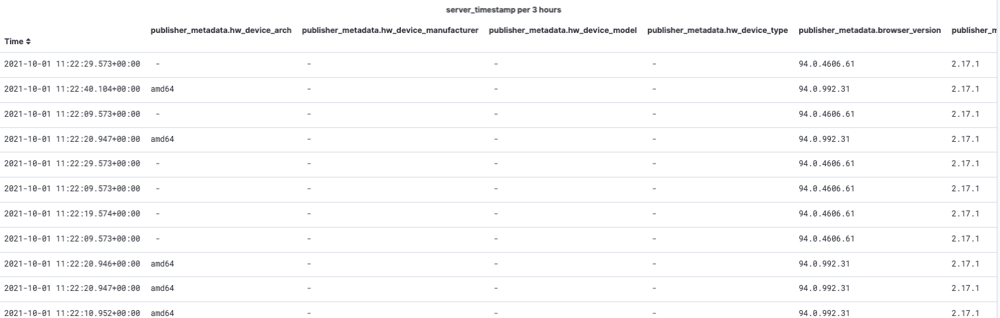 server_timestamp per 3 hours
publisher_metadata.hw_device_arch publisher_metadata.hw_device_manufacturer publisher_metadata.hw_device_model publisher_metadata.hw_device_type publisher_metadata.browser_version publisher_m
Time
2021-10-01 11:22:29.573+00:00 - - - - 94.0.4606.61 2.17.1
2021-10-01 11:22:40.104+00:00 amd64 - - - 94.0.992.31 2.17.1
2021-10-01 11:22:09.573+00:00 - - - - 94.0.4606.61 2.17.1
2021-10-01 11:22:20.947+00:00 amd64 - - - 94.0.992.31 2.17.1
2021-10-01 11:22:29.573+00:00 - - - - 94.0.4606.61 2.17.1
2021-10-01 11:22:09.573+00:00 - - - - 94.0.4606.61 2.17.1
2021-10-01 11:22:19.574+00:00 - - - - 94.0.4606.61 2.17.1
2021-10-01 11:22:09.573+00:00 - - - - 94.0.4606.61 2.17.1
2021-10-01 11:22:20.946+00:00 amd64 - - - 94.0.992.31 2.17.1
2021-10-01 11:22:20.947+00:00 amd64 - - - 94.0.992.31 2.17.1
2021-10-01 11:22:10.952+00:00 amd64 - - - 94.0.992.31 2.17.1